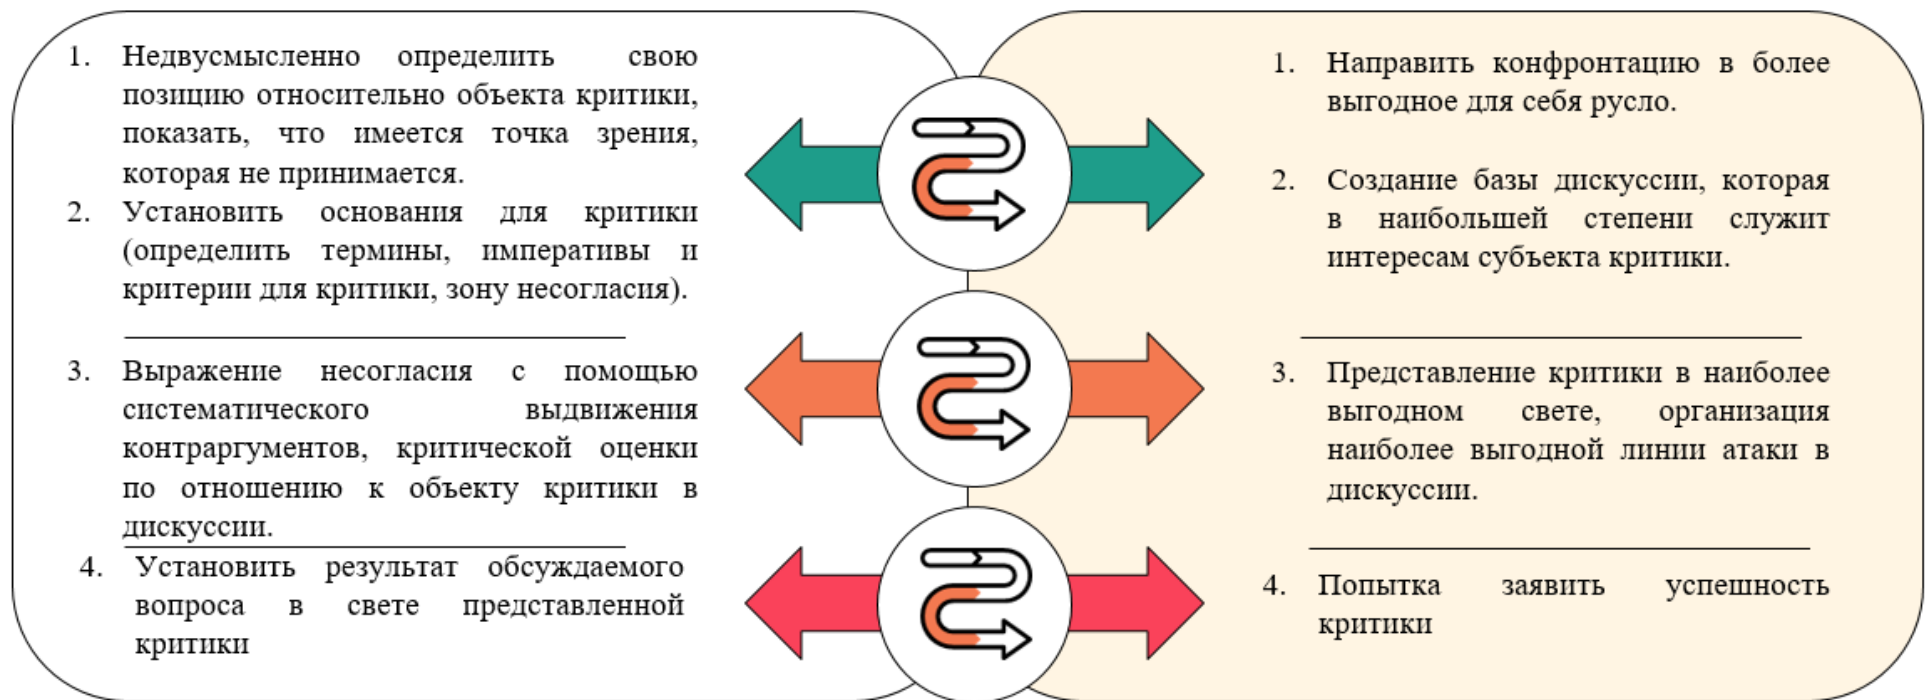 1. Недвусмысленно определить свою
позицию относительно объекта критики,
показать, что имеется точка зрения,
которая не принимается.
2. Установить основания для критики
(определить термины, императивы и
критерии для критики, зону несогласия).
3. Выражение несогласия с помощью
систематического выдвижения
контраргументов, критической оценки
по отношению к объекту критики в
дискуссии.
4. Установить результат обсуждаемого
вопроса в свете представленной
критики
1. Направить конфронтацию в более
выгодное для себя русло.
2. Создание базы дискуссии, которая
в наибольшей степени служит
интересам субъекта критики.
3. Представление критики в наиболее
выгодном свете, организация
наиболее выгодной линии атаки в
дискуссии.
4. Попытка заявить успешность
критики